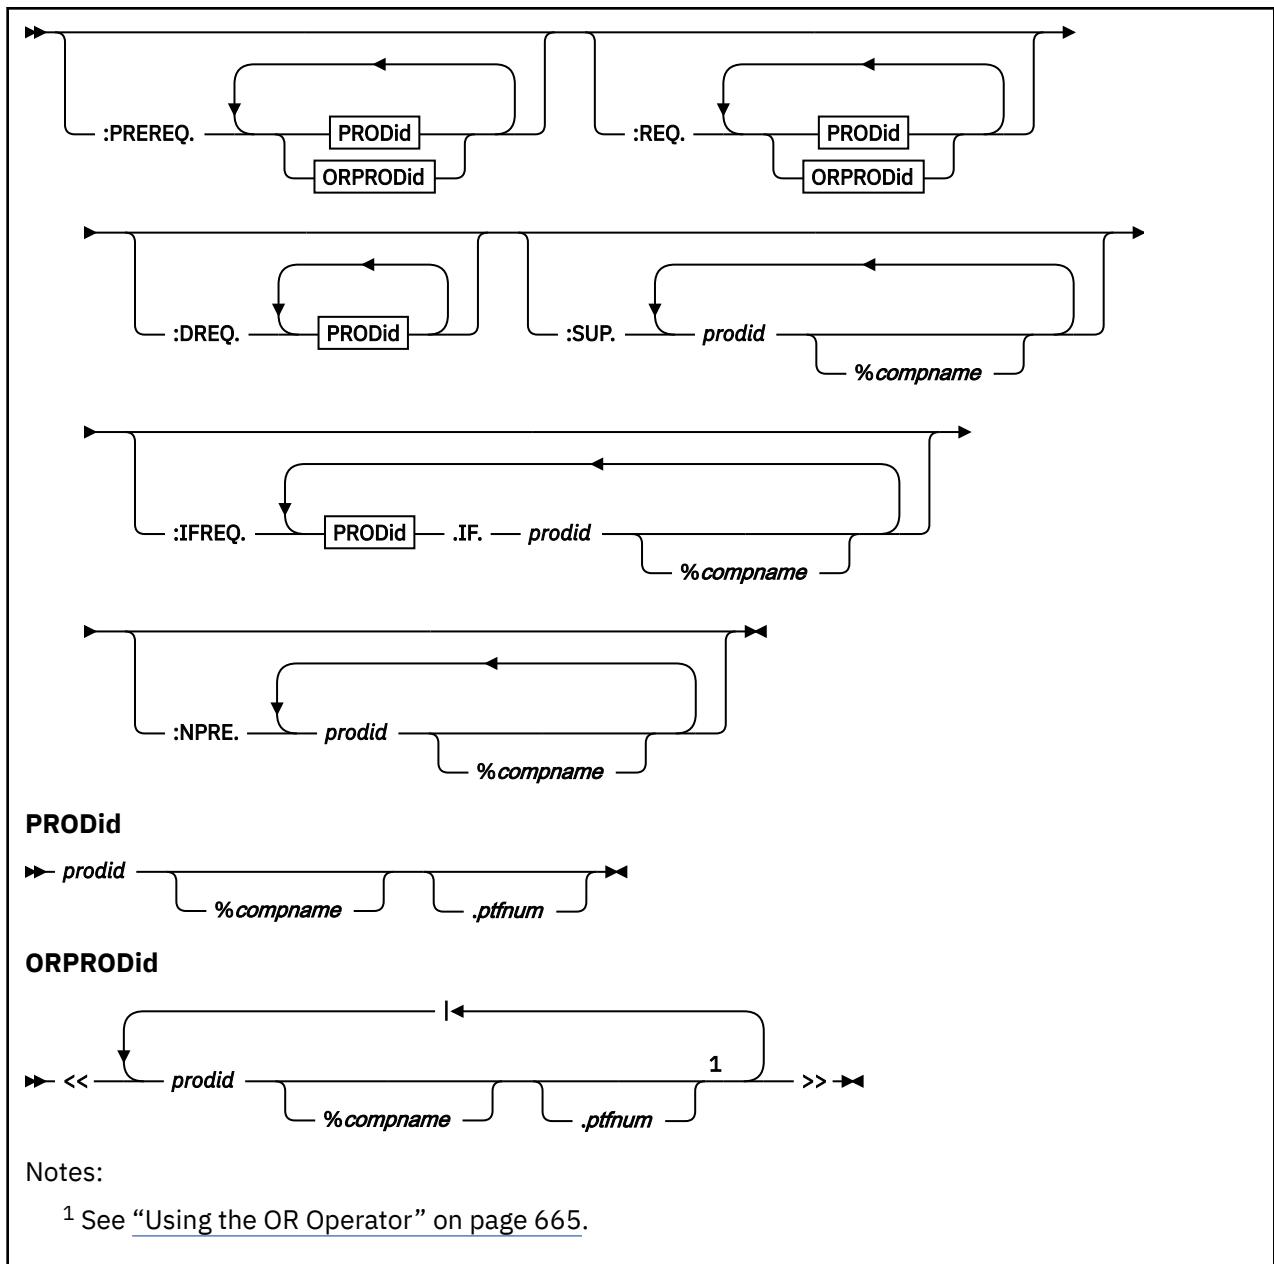 :PREREQ. PRODid :REQ. PRODid
ORPRODid ORPRODid
:DREQ. PRODid :SUP. prodid
%compname
:IFREQ. PRODid .IF. prodid
%compname
:NPRE. prodid
%compname
PRODid
prodid
%compname .ptfnum
ORPRODid
|
1
<< prodid >>
%compname .ptfnum
Notes:
1 See “Using the OR Operator” on page 665.